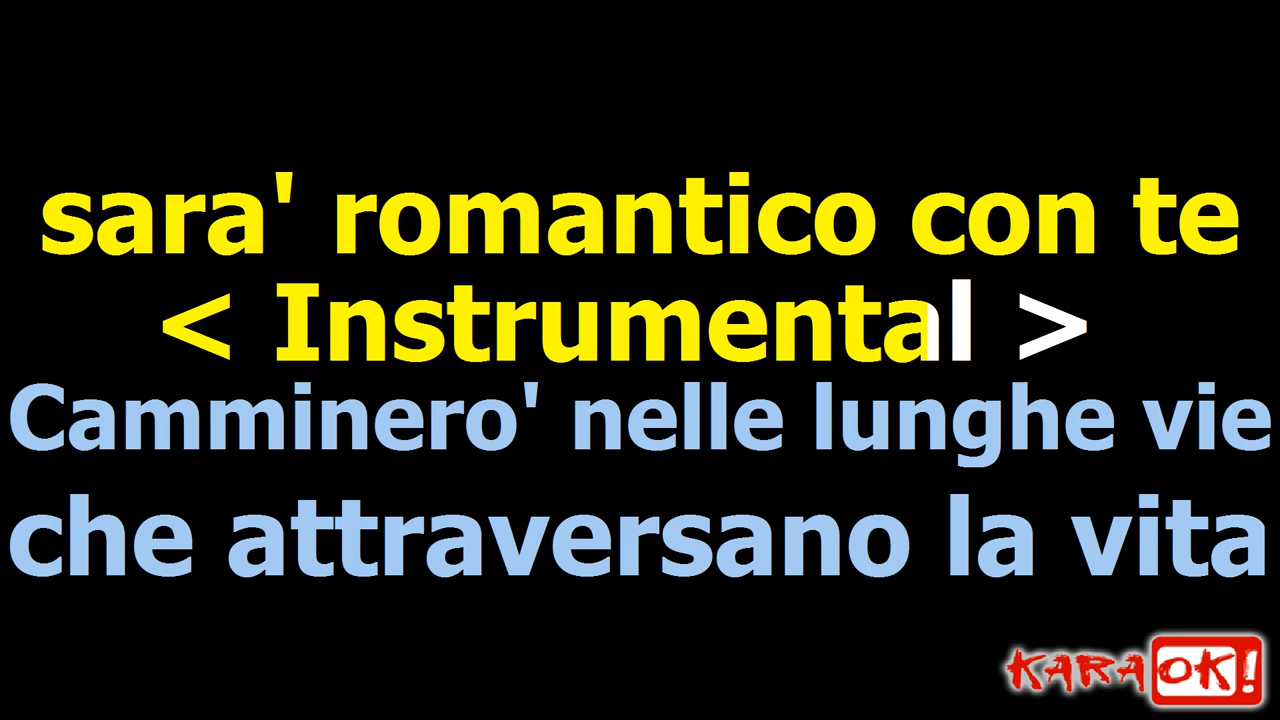 sara' romantico con te
< Instrumental >
Camminero' nelle lunghe vie
che attraversano la vita
KARAOK!